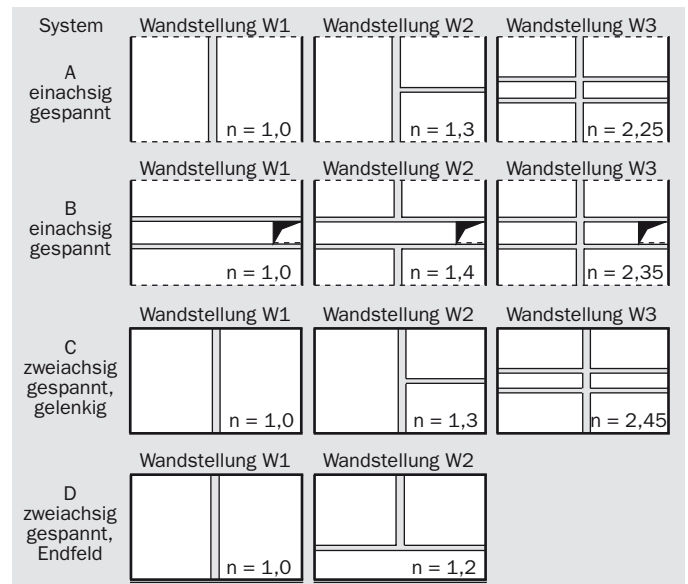 System Wandstellung W1 Wandstellung W2 Wandstellung W3
A
einachsig
gespannt
n = 1,0 n = 1,3 n = 2,25
Wandstellung W1 Wandstellung W2 Wandstellung W3
B
einachsig
gespannt
n = 1,0 n = 1,4 n = 2,35
Wandstellung W1 Wandstellung W2 Wandstellung W3
C
zweiachsig
gespannt,
gelenkig
n = 1,0 n = 1,3 n = 2,45
Wandstellung W1 Wandstellung W2
D
zweiachsig
gespannt,
Endfeld
n = 1,0 n = 1,2